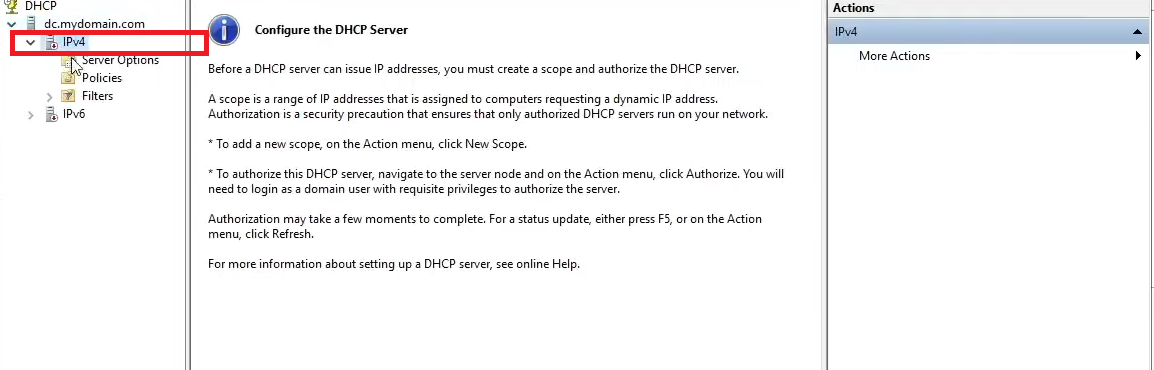 DHCP
dc.mydomain.com
IPv4
Server Options
Policies
Filters
IPv6
Configure the DHCP Server
Before a DHCP server can issue IP addresses, you must create a scope and authorize the DHCP server.
A scope is a range of IP addresses that is assigned to computers requesting a dynamic IP address.
Authorization is a security precaution that ensures that only authorized DHCP servers run on your network.
* To add a new scope, on the Action menu, click New Scope.
* To authorize this DHCP server, navigate to the server node and on the Action menu, click Authorize. You will
need to login as a domain user with requisite privileges to authorize the server.
Authorization may take a few moments to complete. For a status update, either press F5, or on the Action
menu, click Refresh.
For more information about setting up a DHCP server, see online Help.
Actions
IPv4
More Actions